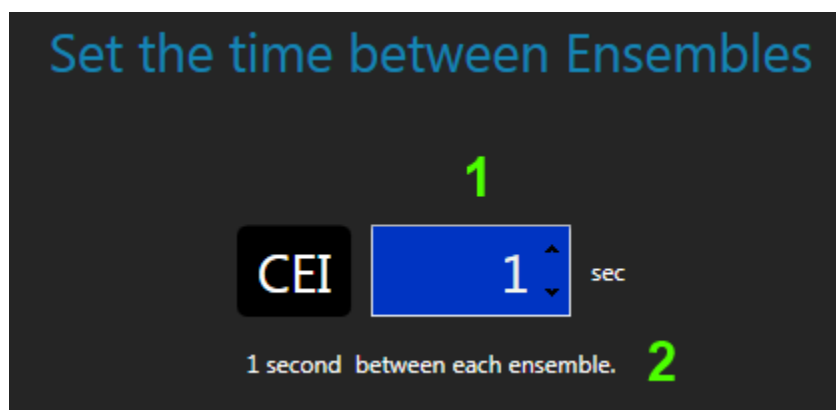 Set the time between Ensembles
1
CEI 1 sec
1 second between each ensemble. 2